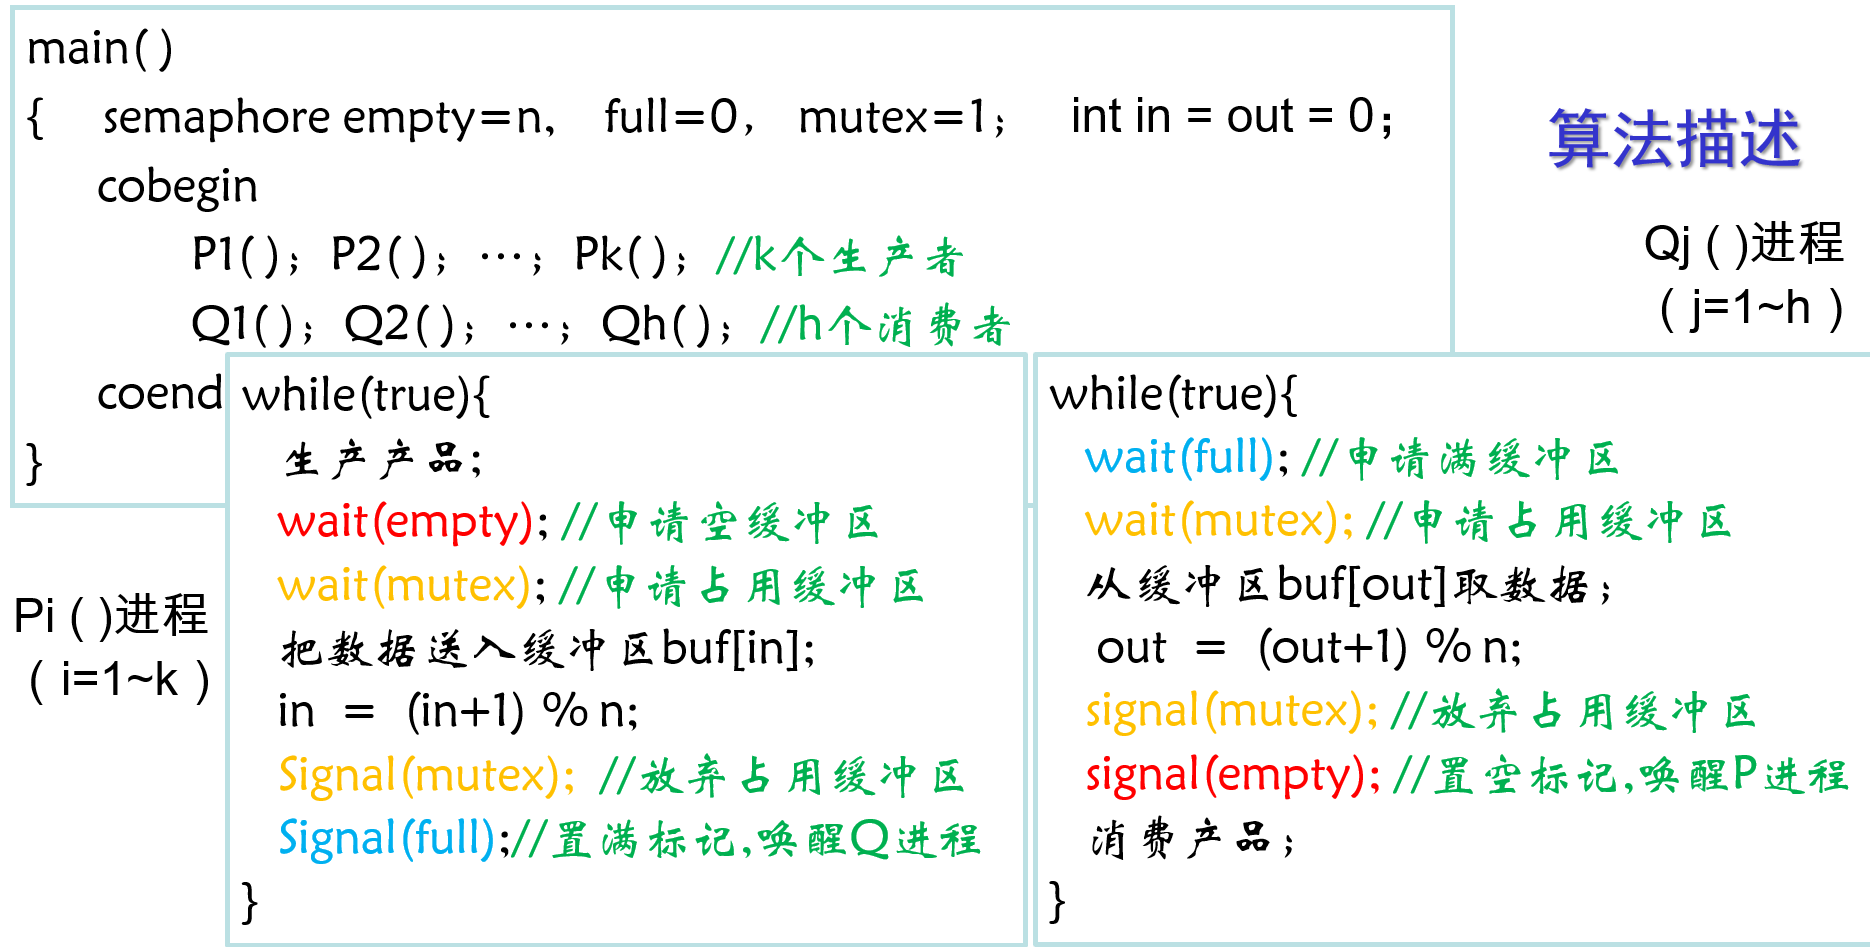 main( )
{ semaphore empty=n, full=0, mutex=1; int in = out = 0;
cobegin
P1( ); P2( ); …; Pk( ); //k个生产者
Q1( ); Q2( ); …; Qh( ); //h个消费者
coend
}
算法描述
Qj ( )进程
( j=1~h )
Pi ( )进程
( i=1~k )
while(true){
生产产品;
wait(empty); //申请空缓冲区
wait(mutex); //申请占用缓冲区
把数据送入缓冲区buf[in];
in = (in+1) % n;
Signal(mutex); //放弃占用缓冲区
Signal(full);//置满标记,唤醒Q进程
}
while(true){
wait(full); //申请满缓冲区
wait(mutex); //申请占用缓冲区
从缓冲区buf[out]取数据;
out = (out+1) % n;
signal(mutex); //放弃占用缓冲区
signal(empty); //置空标记,唤醒P进程
消费产品;
}